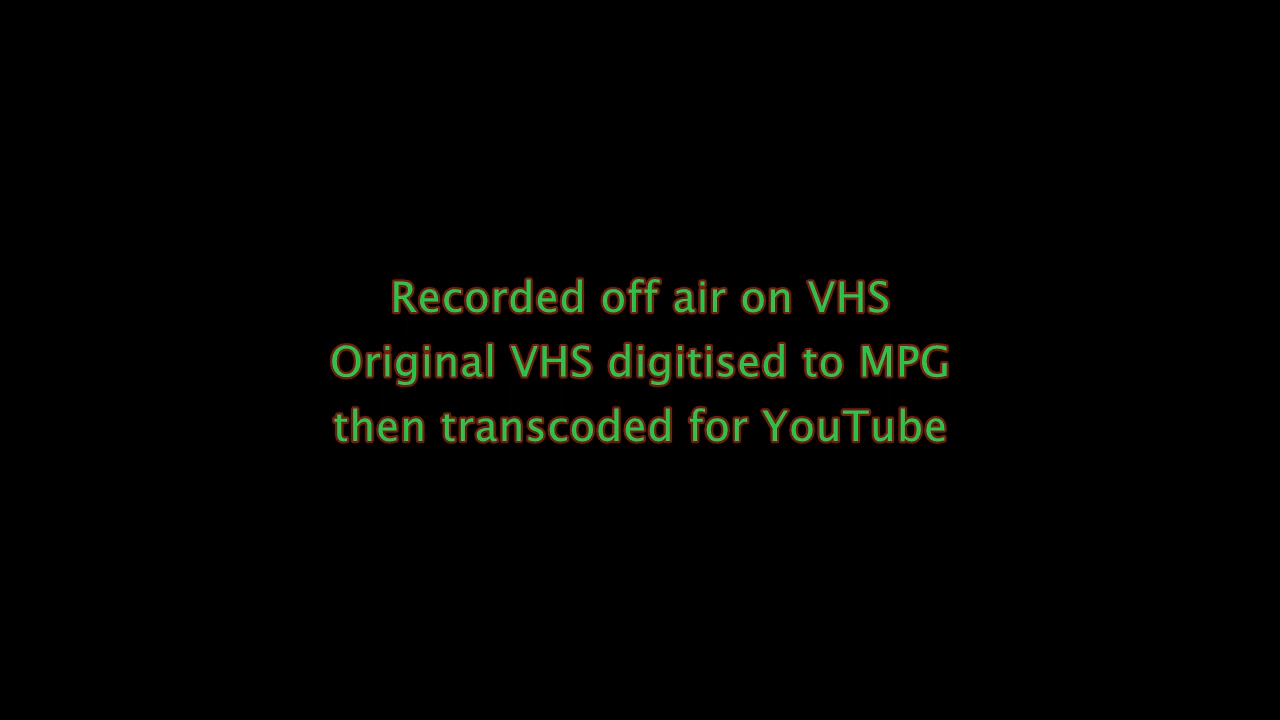 Recorded off air on VHS
Original VHS digitised to MPG
then transcoded for YouTube